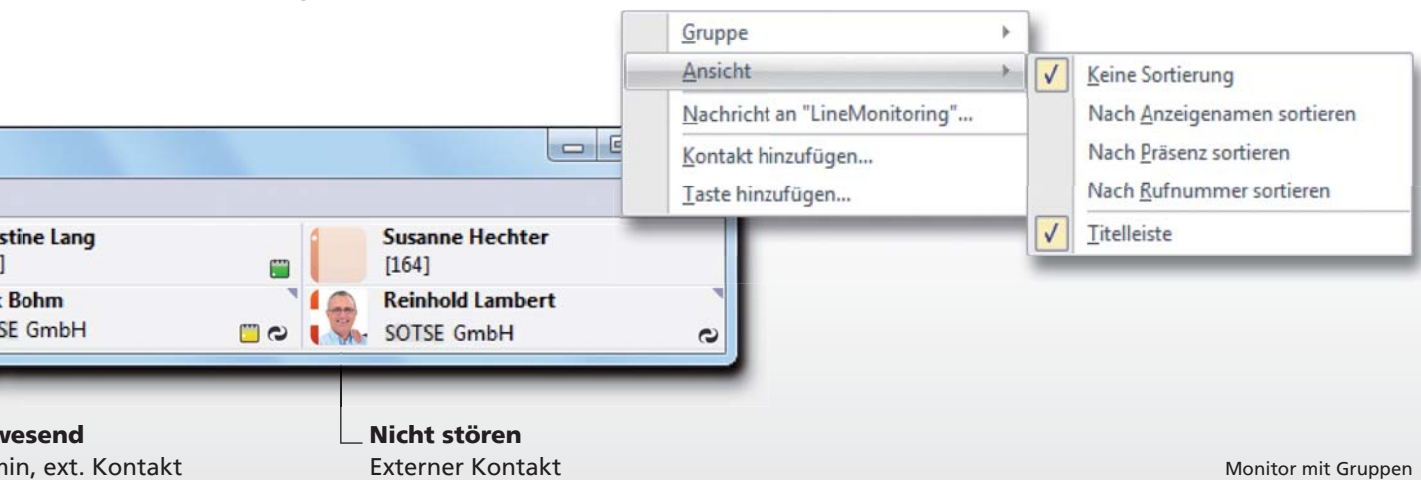 Gruppe
Ansicht
Nachricht an "LineMonitoring"...
Kontakt hinzufügen...
Taste hinzufügen...
Keine Sortierung
Nach Anzeigenamen sortieren
Nach Präsenz sortieren
Nach Rufnummer sortieren
Titelleiste
stine Lang
]
Susanne Hechter
[164]
Bohm
SE GmbH
Reinhold Lambert
SOTSE GmbH
wesend
min, ext. Kontakt
Nicht stören
Externer Kontakt
Monitor mit Gruppen